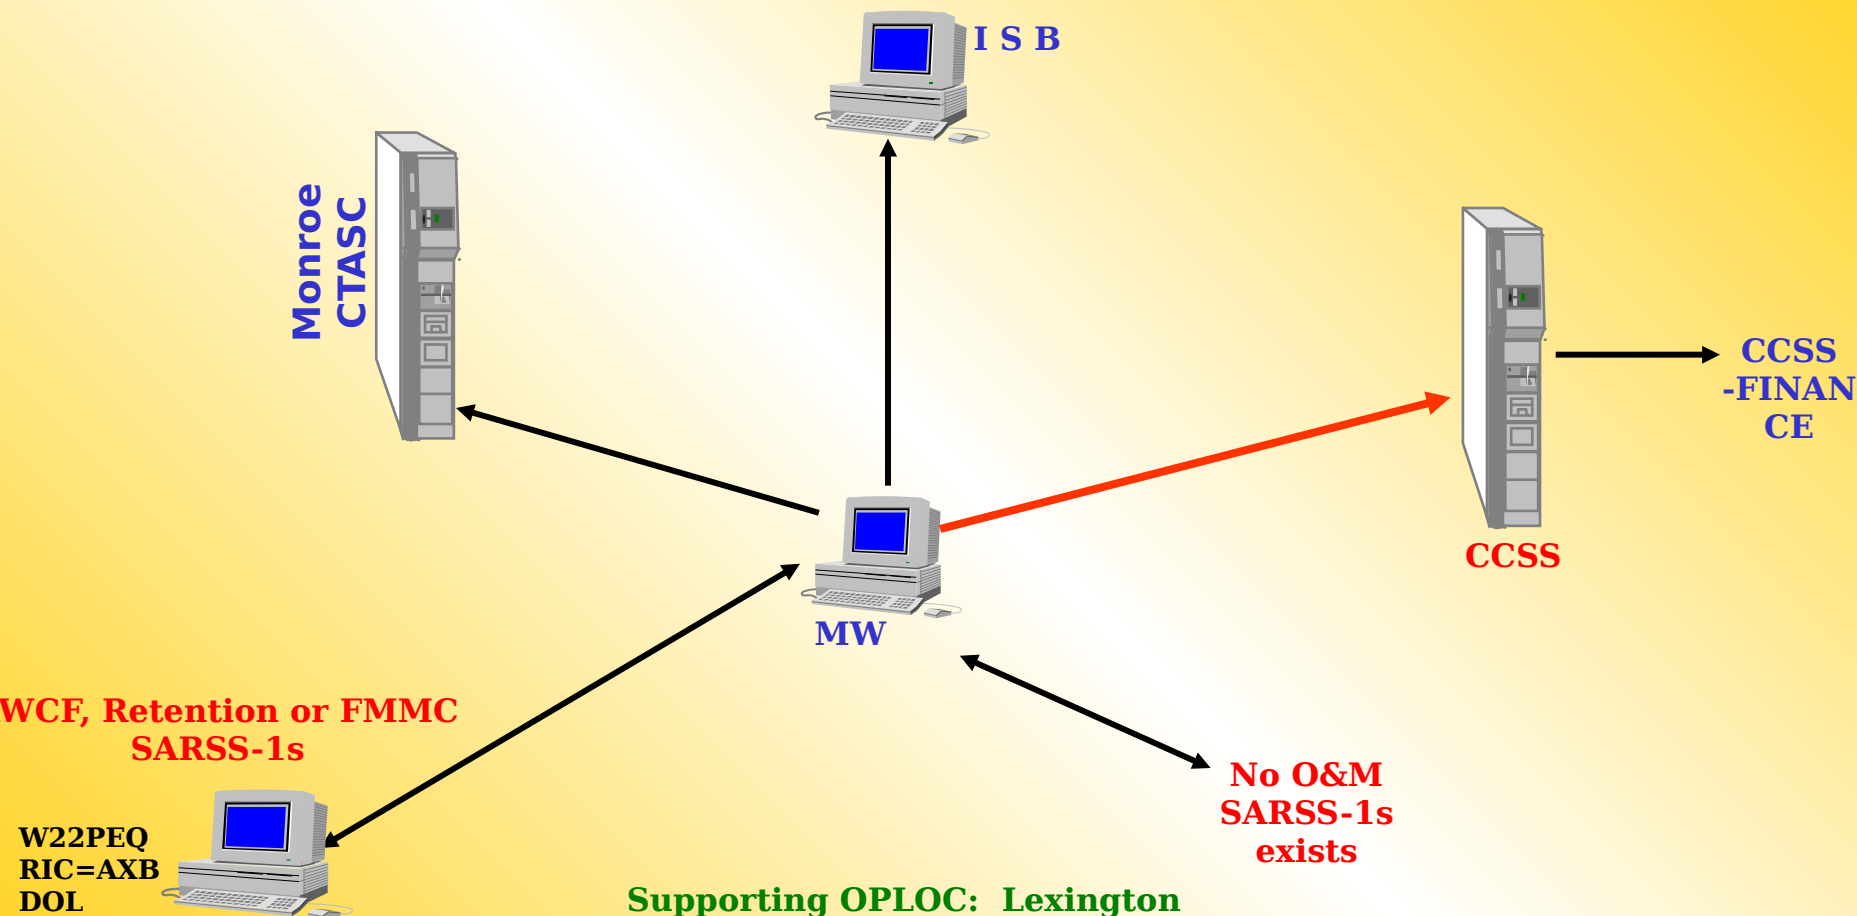 I S B
Monroe
CTASC
CCSS
-FINAN
CE
CCSS
MW
WCF, Retention or FMMC
SARSS-1s
No O&M
SARSS-1s
exists
W22PEQ
RIC=AXB
DOL
Supporting OPLOC: Lexington